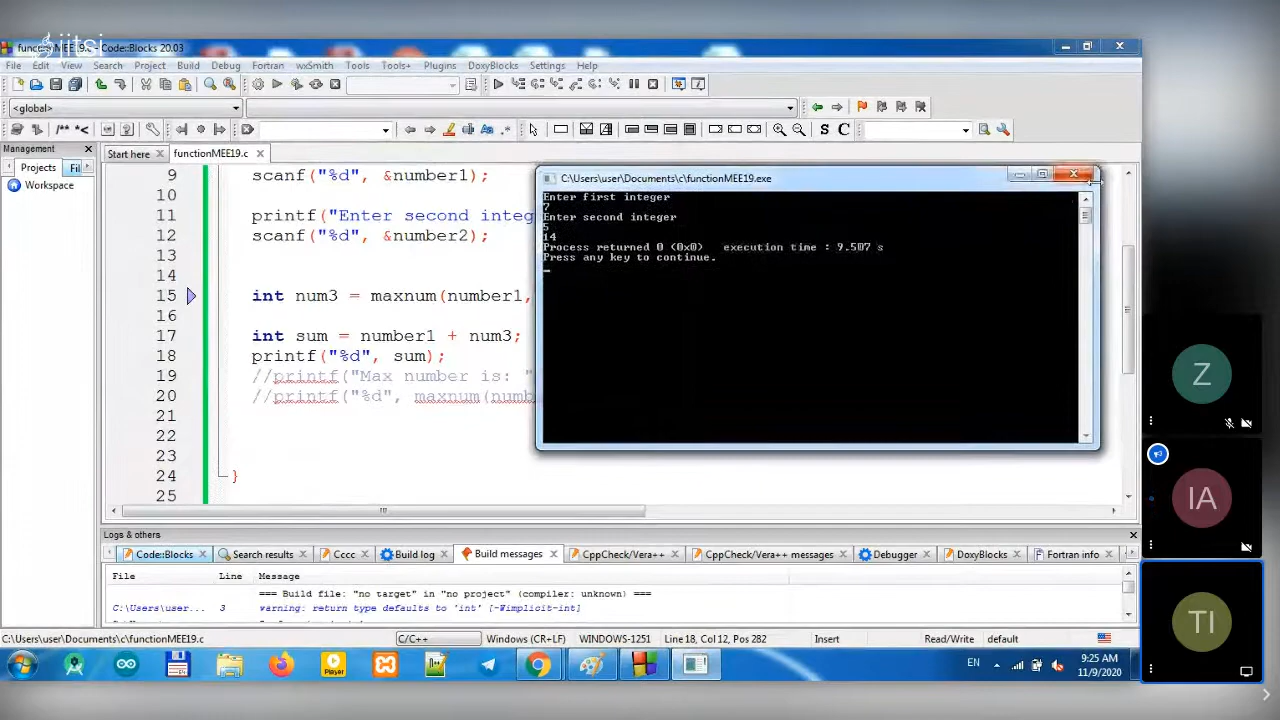 functionMEE19.c - Code::Blocks 20.03
jitsi
File Edit View Search Project Build Debug Fortran wxSmith Tools Tools+ Plugins DoxyBlocks Settings Help
<global>
/** *<
S C
Management
Projects Fil
Workspace
Start here functionMEE19.c
9 scanf("%d", &number1);
10
11 printf("Enter second integ
12 scanf("%d", &number2);
13
14
15 int num3 = maxnum(number1,
16
17 int sum = number1 + num3;
18 printf("%d", sum);
19 //printf("Max number is: "
20 //printf("%d", maxnum(numb
21
22
23
24 }
25
C:\Users\user\Documents\c\functionMEE19.exe
Enter first integer
7
Enter second integer
5
14
Process returned 0 (0x0) execution time : 9.507 s
Press any key to continue.
Logs & others
Code::Blocks Search results Cccc Build log Build messages CppCheck/Vera++ CppCheck/Vera++ messages Debugger DoxyBlocks Fortran info
File Line Message
=== Build file: "no target" in "no project" (compiler: unknown) ===
C:\Users\user... 3 warning: return type defaults to 'int' [-Wimplicit-int]
C:\Users\user\Documents\c\functionMEE19.c C/C++ Windows (CR+LF) WINDOWS-1251 Line 18, Col 12, Pos 282 Insert Read/Write default
Player
EN
9:25 AM
11/9/2020
Z
IA
TI